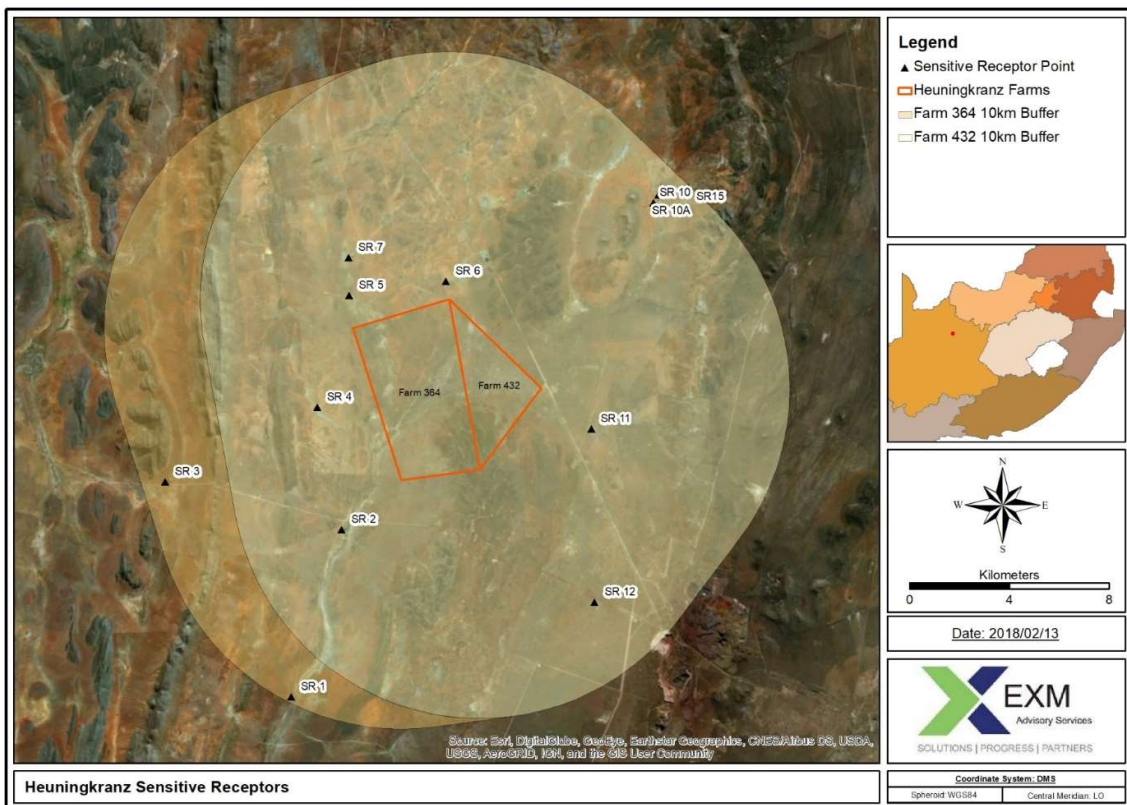 Legend
Sensitive Receptor Point
Heuningkranz Farms
Farm 364 10km Buffer
Farm 432 10km Buffer
SR 10
SR15
SR 10A
SR 7
SR 6
SR 5
Farm 364
Farm 432
SR 4
SR 11
SR 3
SR 2
SR 12
SR 1
Source: Esri, DigitalGlobe, GeoEye, Earthstar Geographics, CNES/Airbus DS, USDA,
USGS, AeroGRID, IGN, and the GIS User Community
N
W
E
S
Kilometers
0 4 8
Date: 2018/02/13
EXM
Advisory Services
SOLUTIONS | PROGRESS | PARTNERS
Heuningkranz Sensitive Receptors
Coordinate System: DMS
Spheroid: WGS84
Central Meridian: LO